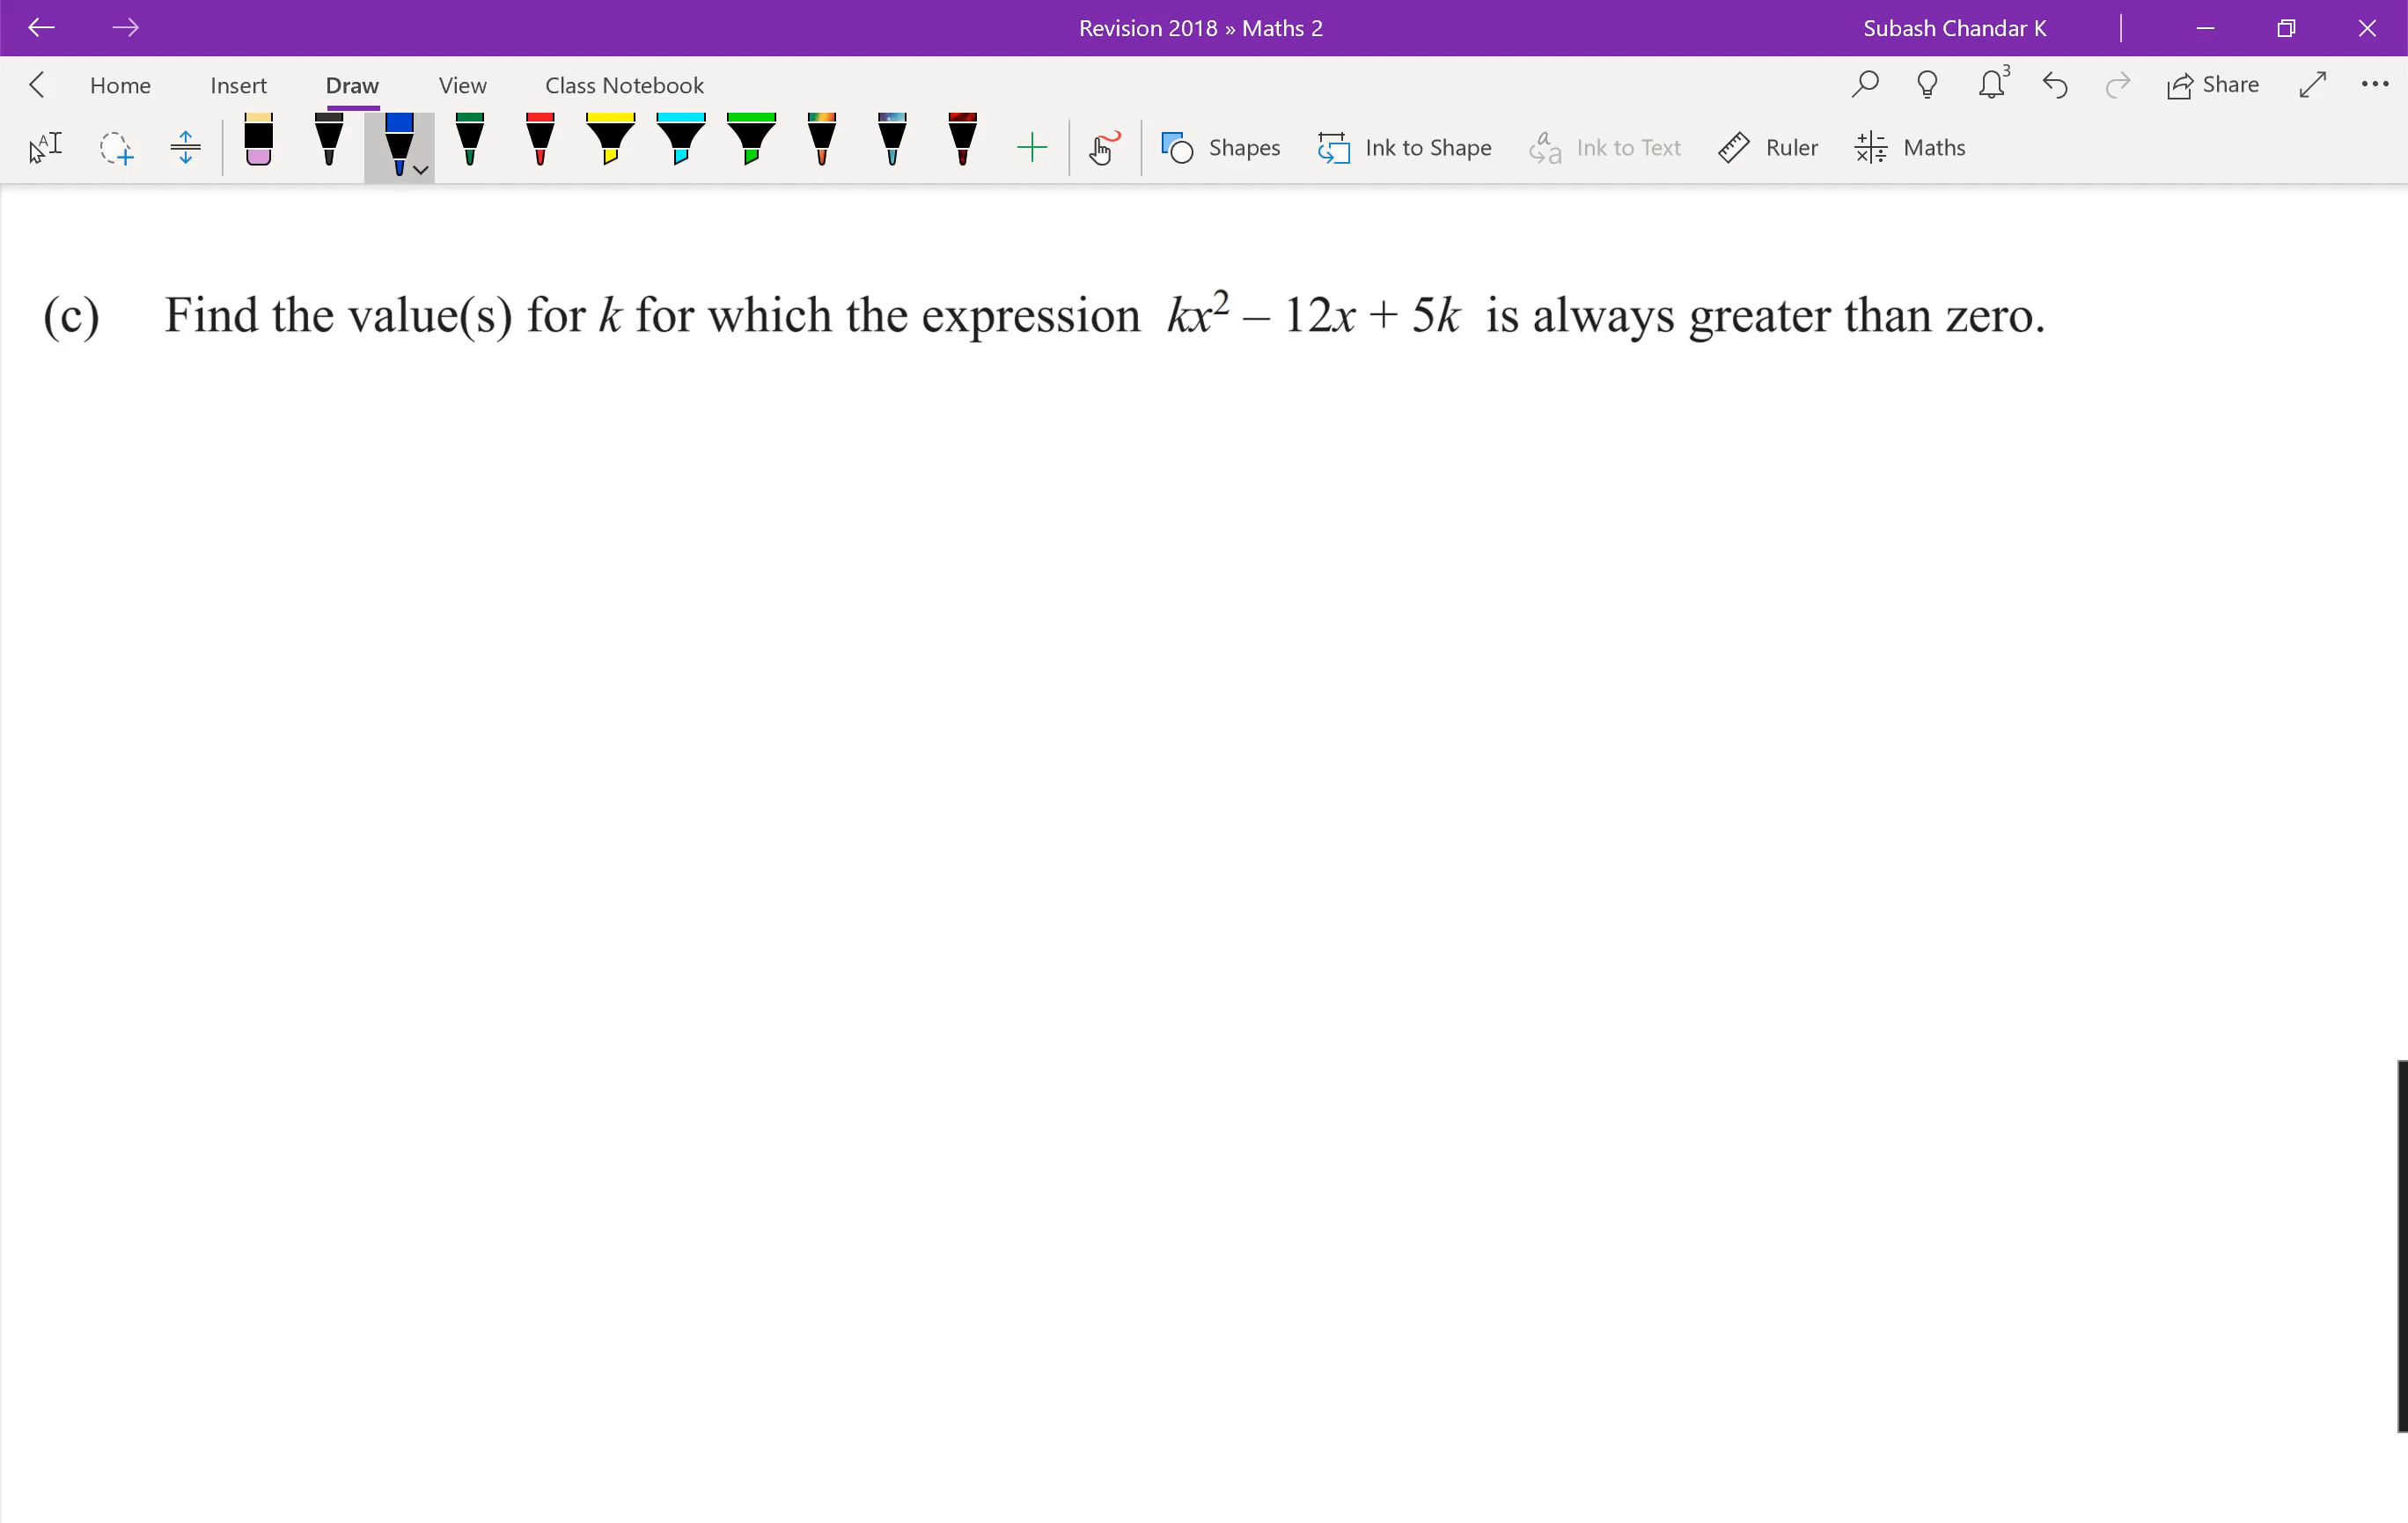 Revision 2018 » Maths 2
Subash Chandar K
Home Insert Draw View Class Notebook
3
Share
Shapes Ink to Shape Ink to Text Ruler Maths
(c) Find the value(s) for k for which the expression kx² – 12x + 5k is always greater than zero.